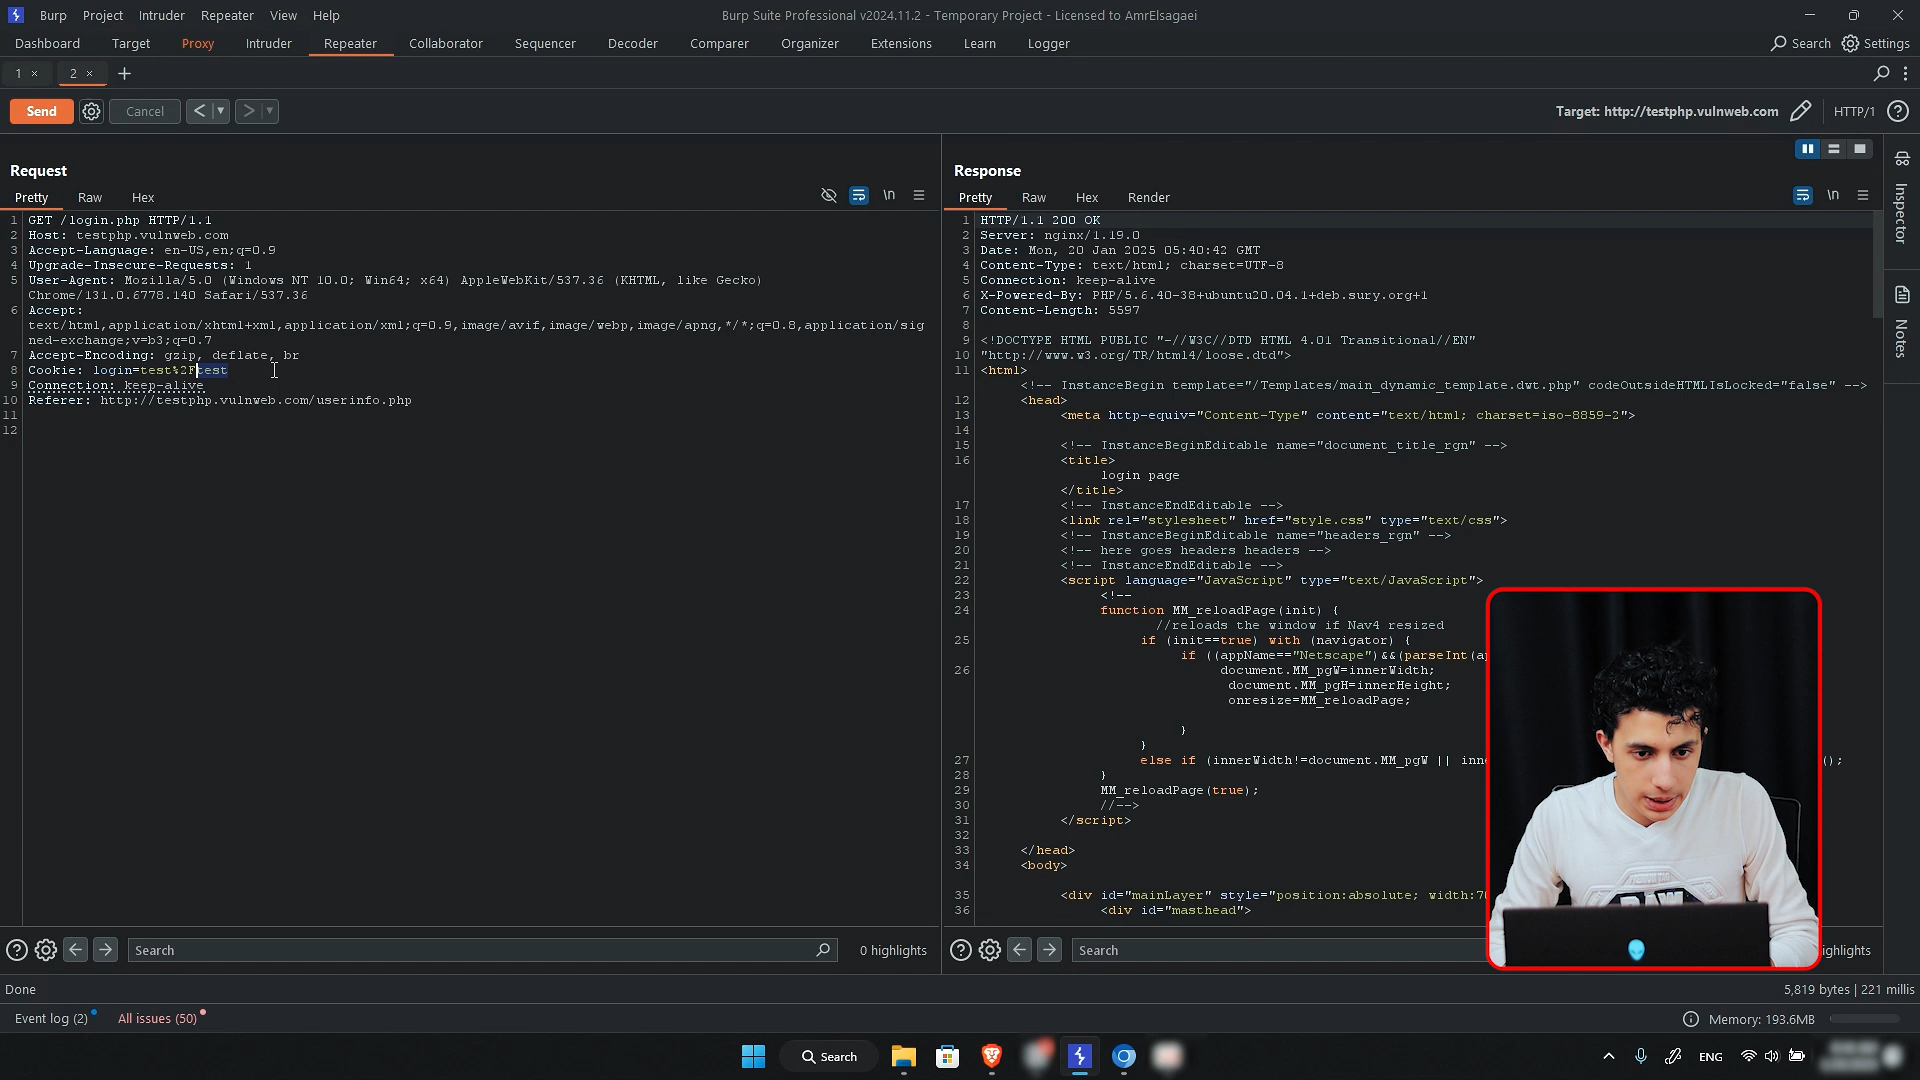 Burp Project Intruder Repeater View Help
Burp Suite Professional v2024.11.2 - Temporary Project - Licensed to AmrElsagaei
Dashboard Target Proxy Intruder Repeater Collaborator Sequencer Decoder Comparer Organizer Extensions Learn Logger
Search Settings
1 × 2 × +
Send Cancel < >
Target: http://testphp.vulnweb.com HTTP/1
Request
Pretty Raw Hex
\n
1 GET /login.php HTTP/1.1
2 Host: testphp.vulnweb.com
3 Accept-Language: en-US,en;q=0.9
4 Upgrade-Insecure-Requests: 1
5 User-Agent: Mozilla/5.0 (Windows NT 10.0; Win64; x64) AppleWebKit/537.36 (KHTML, like Gecko)
Chrome/131.0.6778.140 Safari/537.36
6 Accept:
text/html,application/xhtml+xml,application/xml;q=0.9,image/avif,image/webp,image/apng,*/*;q=0.8,application/sig
ned-exchange;v=b3;q=0.7
7 Accept-Encoding: gzip, deflate, br
8 Cookie: login=test%2Ftest
9 Connection: keep-alive
10 Referer: http://testphp.vulnweb.com/userinfo.php
11
12
Search
0 highlights
Response
Pretty Raw Hex Render
\n
1 HTTP/1.1 200 OK
2 Server: nginx/1.19.0
3 Date: Mon, 20 Jan 2025 05:40:42 GMT
4 Content-Type: text/html; charset=UTF-8
5 Connection: keep-alive
6 X-Powered-By: PHP/5.6.40-38+ubuntu20.04.1+deb.sury.org+1
7 Content-Length: 5597
8
9 <!DOCTYPE HTML PUBLIC "-//W3C//DTD HTML 4.01 Transitional//EN"
10 "http://www.w3.org/TR/html4/loose.dtd">
11 <html>
<!-- InstanceBegin template="/Templates/main_dynamic_template.dwt.php" codeOutsideHTMLIsLocked="false" -->
12 <head>
13 <meta http-equiv="Content-Type" content="text/html; charset=iso-8859-2">
14
15 <!-- InstanceBeginEditable name="document_title_rgn" -->
16 <title>
login page
</title>
17 <!-- InstanceEndEditable -->
18 <link rel="stylesheet" href="style.css" type="text/css">
19 <!-- InstanceBeginEditable name="headers_rgn" -->
20 <!-- here goes headers headers -->
21 <!-- InstanceEndEditable -->
22 <script language="JavaScript" type="text/JavaScript">
23 <!--
24 function MM_reloadPage(init) {
//reloads the window if Nav4 resized
25 if (init==true) with (navigator) {
if ((appName=="Netscape")&&(parseInt(ap
26 document.MM_pgW=innerWidth;
document.MM_pgH=innerHeight;
onresize=MM_reloadPage;
}
}
27 else if (innerWidth!=document.MM_pgW || inne ();
28 }
29 MM_reloadPage(true);
30 //-->
31 </script>
32
33 </head>
34 <body>
35 <div id="mainLayer" style="position:absolute; width:70
36 <div id="masthead">
Search
ighlights
Inspector
Notes
Done
5,819 bytes | 221 millis
Event log (2) All issues (50)
Memory: 193.6MB
Search
ENG